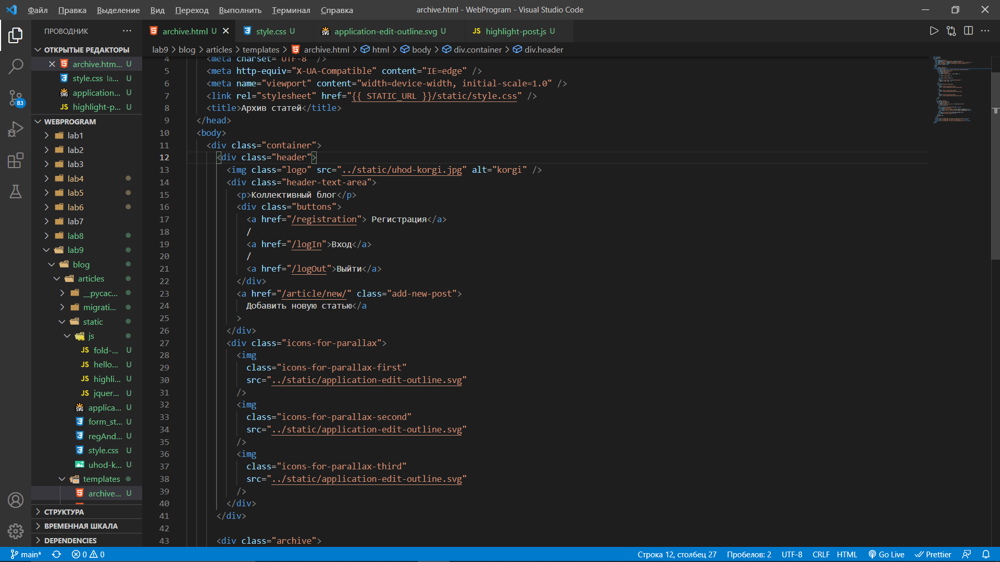 Файл Правка Выделение Вид Переход Выполнить Терминал Справка archive.html - WebProgram - Visual Studio Code
ПРОВОДНИК
archive.html U
style.css U
application-edit-outline.svg U
JS highlight-post.js U
ОТКРЫТЫЕ РЕДАКТОРЫ
archive.htm... U
style.css la... U
application... U
JS highlight-p... U
WEBPROGRAM
lab1
lab2
lab3
lab4
lab5
lab6
lab7
lab8
lab9
blog
articles
__pycac...
migrati...
static
js
JS fold-... U
JS hello... U
JS highli... U
JS jquer... U
applica... U
form_st... U
regAnd... U
style.css U
uhod-k... U
templates
archive... U
СТРУКТУРА
ВРЕМЕННАЯ ШКАЛА
DEPENDENCIES
83
lab9 > blog > articles > templates > archive.html > html > body > div.container > div.header
4 <meta charset="UTF-8" />
5 <meta http-equiv="X-UA-Compatible" content="IE=edge" />
6 <meta name="viewport" content="width=device-width, initial-scale=1.0" />
7 <link rel="stylesheet" href="{{ STATIC_URL }}/static/style.css" />
8 <title>Архив статей</title>
9 </head>
10 <body>
11 <div class="container">
12 <div class="header">
13 <img class="logo" src="../static/uhod-korgi.jpg" alt="korgi" />
14 <div class="header-text-area">
15 <p>Коллективный блог</p>
16 <div class="buttons">
17 <a href="/registration"> Регистрация</a>
18 /
19 <a href="/logIn">Вход</a>
20 /
21 <a href="/logOut">Выйти</a>
22 </div>
23 <a href="/article/new/" class="add-new-post">
24 Добавить новую статью</a
25 >
26 </div>
27 <div class="icons-for-parallax">
28 <img
29 class="icons-for-parallax-first"
30 src="../static/application-edit-outline.svg"
31 />
32 <img
33 class="icons-for-parallax-second"
34 src="../static/application-edit-outline.svg"
35 />
36 <img
37 class="icons-for-parallax-third"
38 src="../static/application-edit-outline.svg"
39 />
40 </div>
41 </div>
42
43 <div class="archive">
main* 0 0 Строка 12, столбец 27 Пробелов: 2 UTF-8 CRLF HTML Go Live Prettier